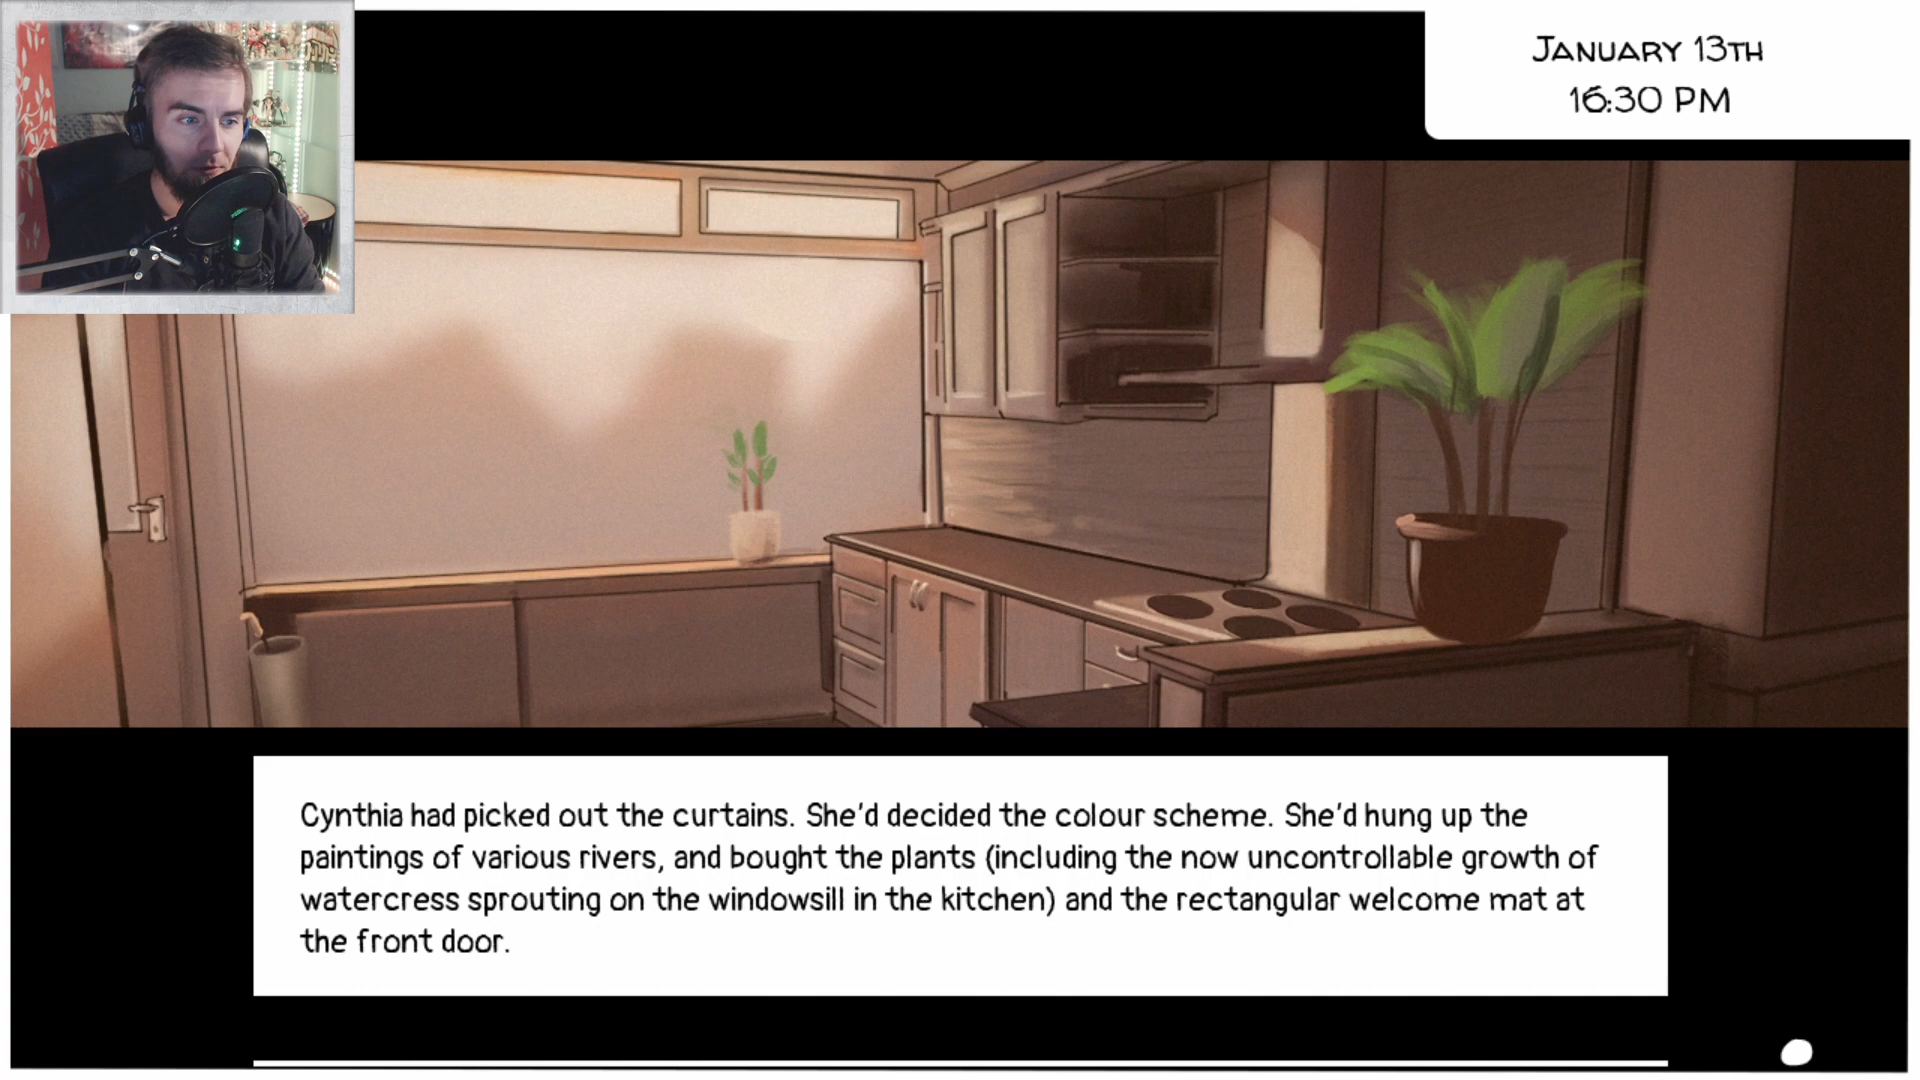 JANUARY 13TH
16:30 PM
Cynthia had picked out the curtains. She'd decided the colour scheme. She'd hung up the
paintings of various rivers, and bought the plants (including the now uncontrollable growth of
watercress sprouting on the windowsill in the kitchen) and the rectangular welcome mat at
the front door.